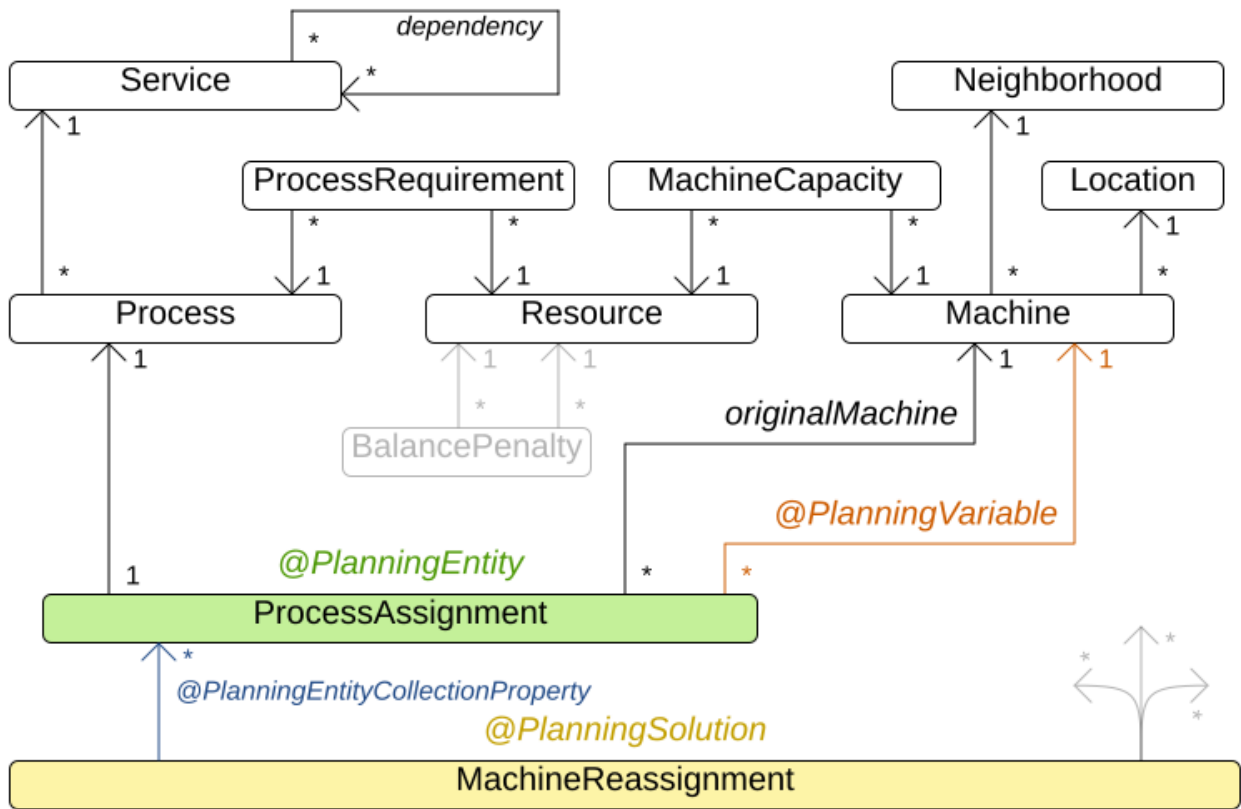 dependency
*
*
Service
Neighborhood
1
1
ProcessRequirement
MachineCapacity
Location
*
*
*
*
1
*
1
1
1
1
*
*
Process
Resource
Machine
1
1
1
1
1
*
*
originalMachine
BalancePenalty
@PlanningVariable
@PlanningEntity
1
*
*
ProcessAssignment
*
*
*
@PlanningEntityCollectionProperty
*
@PlanningSolution
MachineReassignment